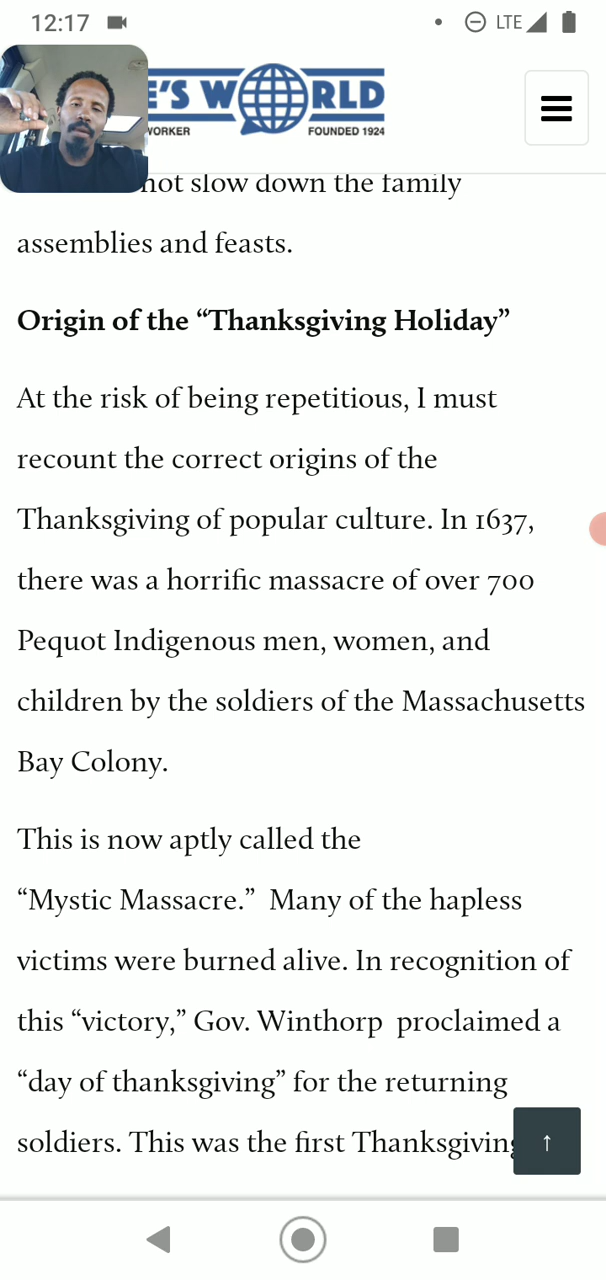 12:17
LTE
E'S WORLD
WORKER FOUNDED 1924
not slow down the family
assemblies and feasts.
Origin of the “Thanksgiving Holiday”
At the risk of being repetitious, I must
recount the correct origins of the
Thanksgiving of popular culture. In 1637,
there was a horrific massacre of over 700
Pequot Indigenous men, women, and
children by the soldiers of the Massachusetts
Bay Colony.
This is now aptly called the
“Mystic Massacre.”  Many of the hapless
victims were burned alive. In recognition of
this “victory,” Gov. Winthorp  proclaimed a
“day of thanksgiving” for the returning
soldiers. This was the first Thanksgiving